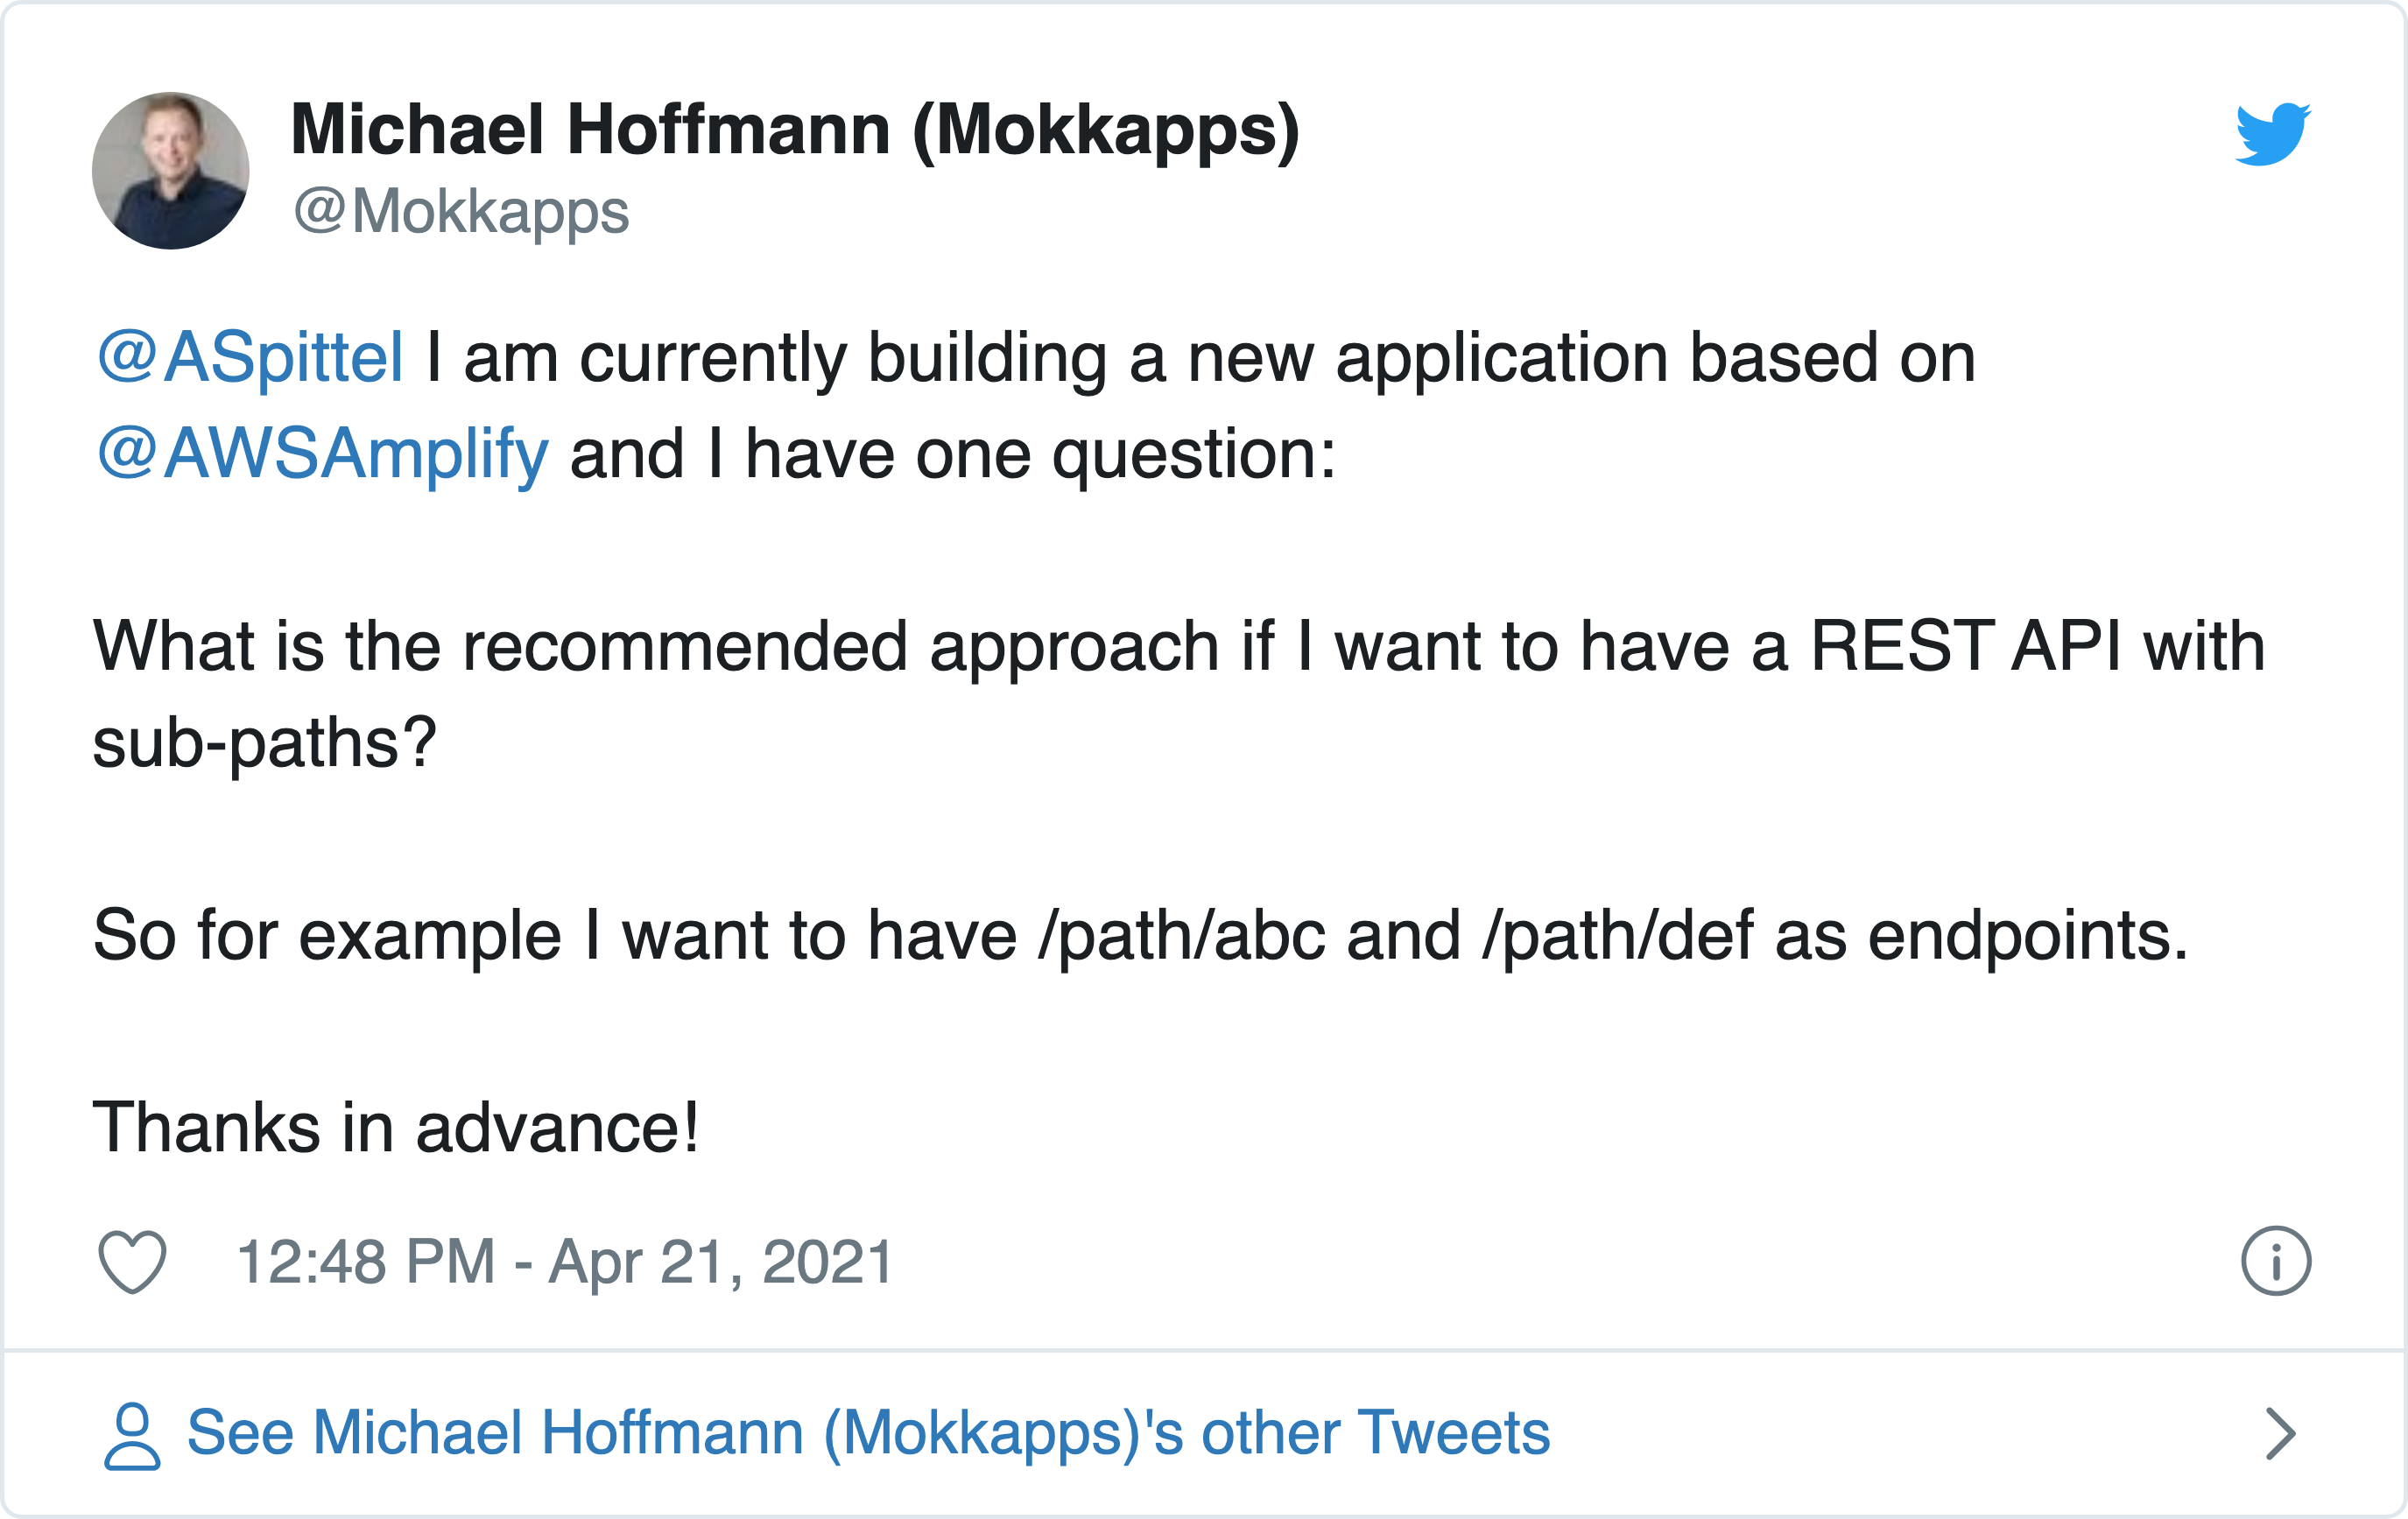 Michael Hoffmann (Mokkapps)
@Mokkapps
@ASpittel I am currently building a new application based on
@AWSAmplify and I have one question:
What is the recommended approach if I want to have a REST API with
sub-paths?
So for example I want to have /path/abc and /path/def as endpoints.
Thanks in advance!
12:48 PM - Apr 21, 2021
See Michael Hoffmann (Mokkapps)'s other Tweets